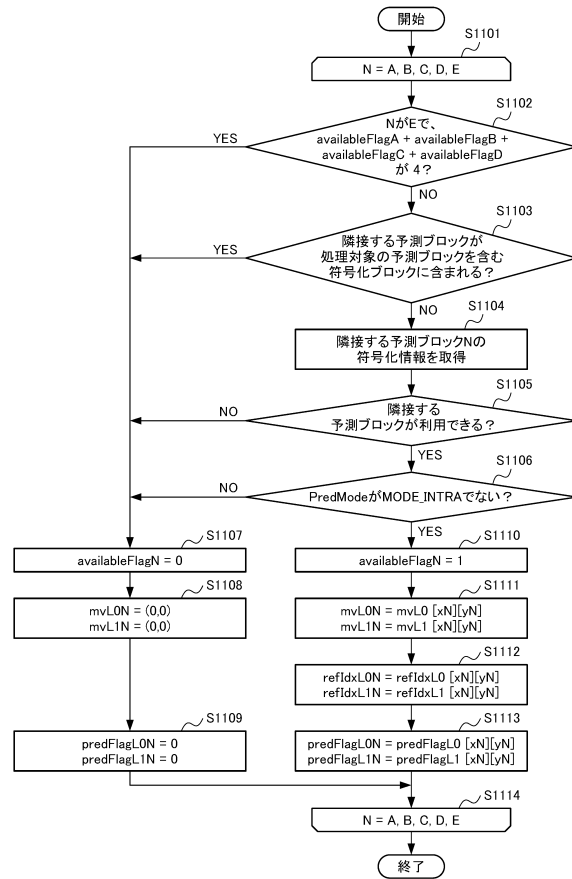 開始
S1101
N = A, B, C, D, E
S1102
NがEで、
availableFlagA + availableFlagB +
availableFlagC + availableFlagD
が 4？
YES
NO
S1103
隣接する予測ブロックが
処理対象の予測ブロックを含む
符号化ブロックに含まれる？
YES
NO
S1104
隣接する予測ブロックNの
符号化情報を取得
S1105
隣接する
予測ブロックが利用できる？
NO
YES
S1106
PredModeがMODE_INTRAでない？
NO
YES
S1107
availableFlagN = 0
S1110
availableFlagN = 1
S1108
mvL0N = (0,0)
mvL1N = (0,0)
S1111
mvL0N = mvL0 [xN][yN]
mvL1N = mvL1 [xN][yN]
S1112
refIdxL0N = refIdxL0 [xN][yN]
refIdxL1N = refIdxL1 [xN][yN]
S1109
predFlagL0N = 0
predFlagL1N = 0
S1113
predFlagL0N = predFlagL0 [xN][yN]
predFlagL1N = predFlagL1 [xN][yN]
S1114
N = A, B, C, D, E
終了